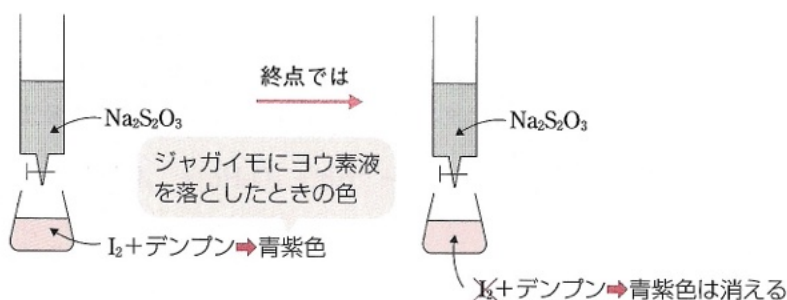 終点では
Na₂S₂O₃
Na₂S₂O₃
ジャガイモにヨウ素液
を落としたときの色
I₂+デンプン➡青紫色
I₂+デンプン➡青紫色は消える